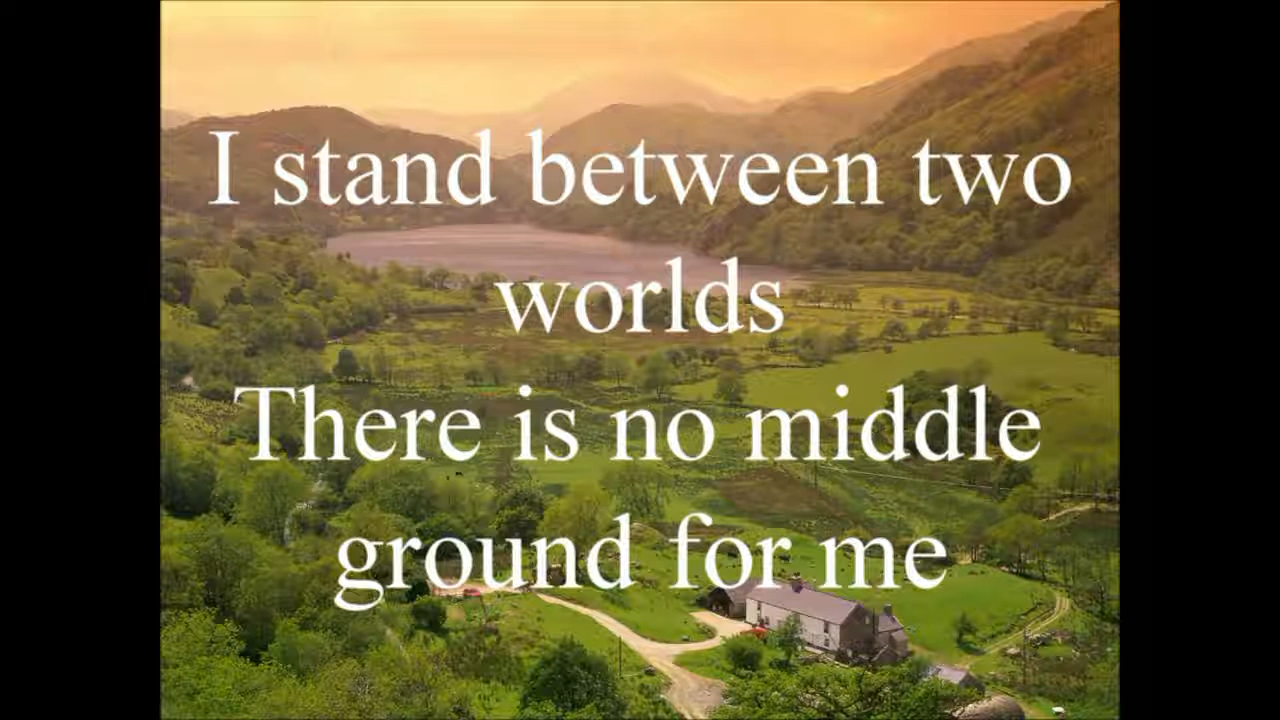 I stand between two
worlds
There is no middle
ground for me